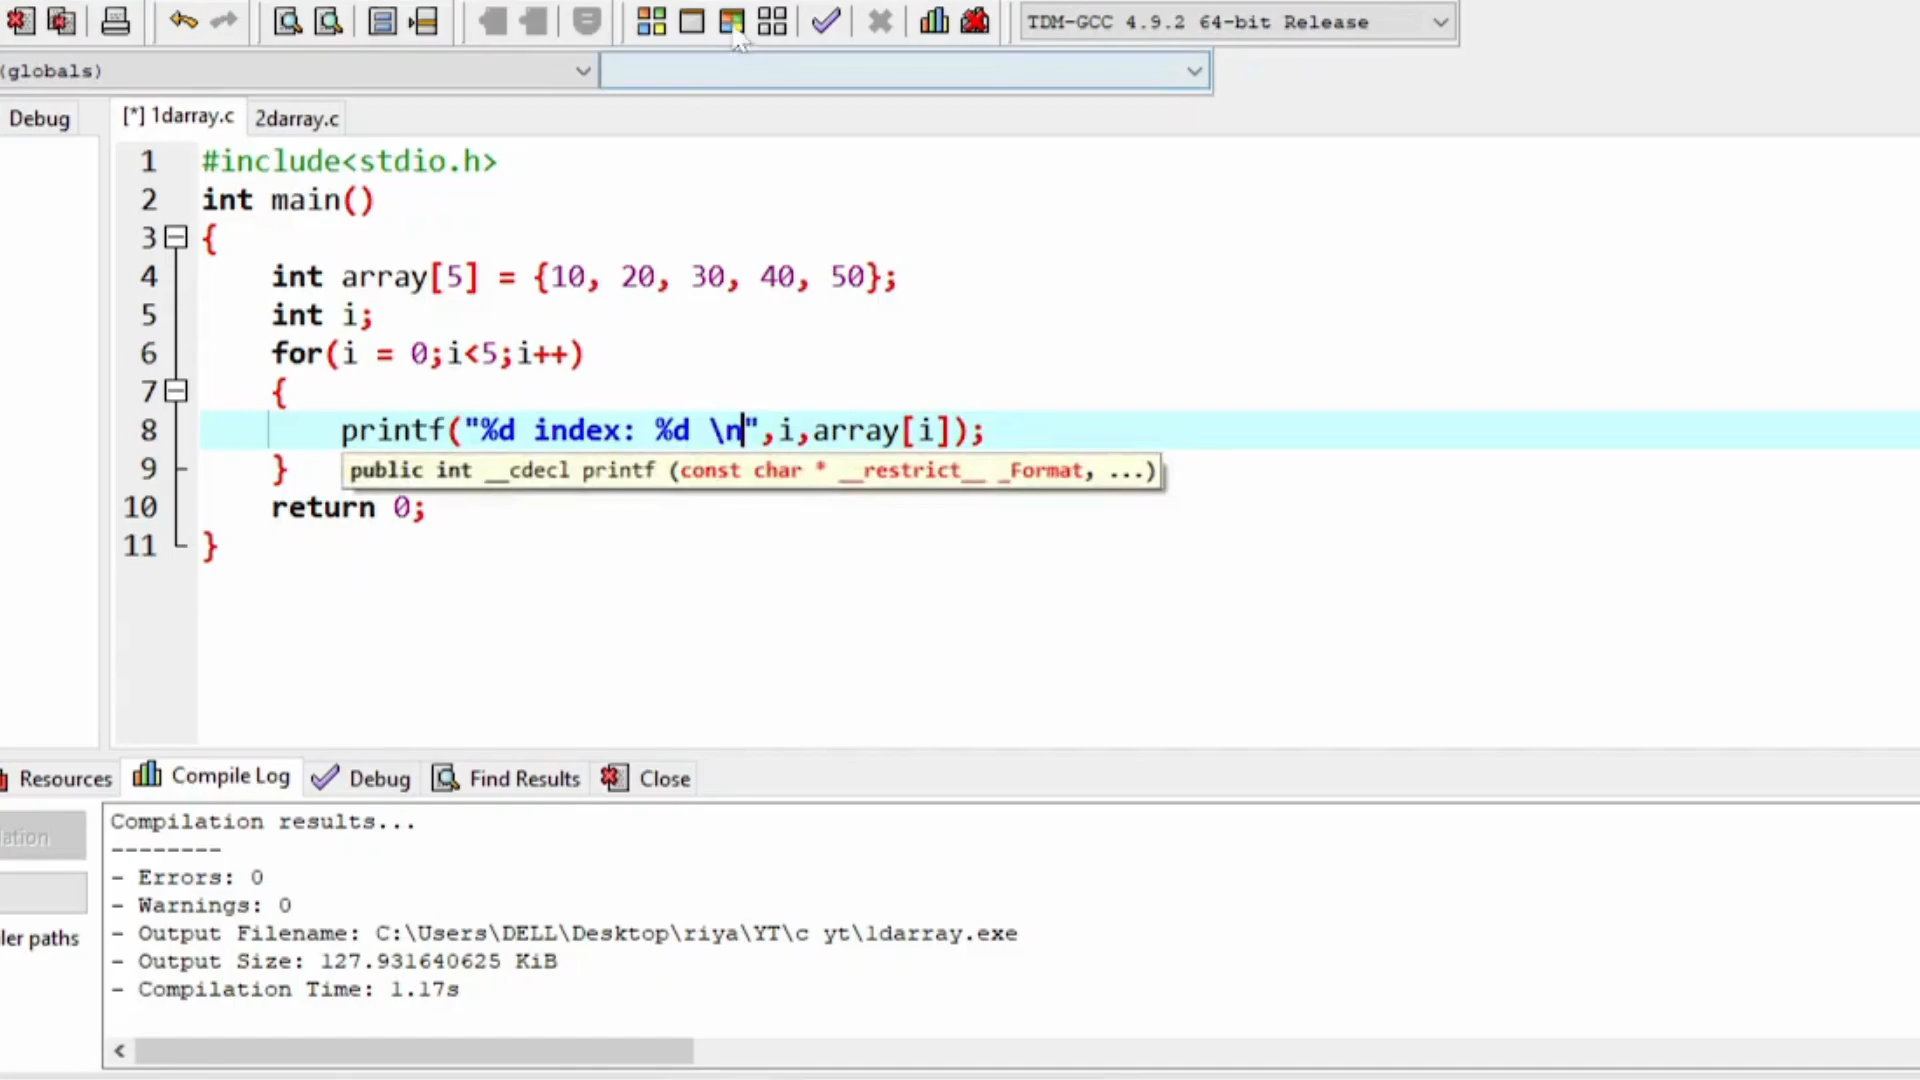 TDM-GCC 4.9.2 64-bit Release
(globals)
Debug
[*] 1darray.c
2darray.c
1 #include<stdio.h>
2 int main()
3 {
4 int array[5] = {10, 20, 30, 40, 50};
5 int i;
6 for(i = 0;i<5;i++)
7 {
8 printf("%d index: %d \n",i,array[i]);
9 }
public int __cdecl printf (const char * __restrict__ _Format, ...)
10 return 0;
11 }
Resources Compile Log Debug Find Results Close
lation
Compilation results...
--------
- Errors: 0
- Warnings: 0
- Output Filename: C:\Users\DELL\Desktop\riya\YT\c yt\1darray.exe
ler paths
- Output Size: 127.931640625 KiB
- Compilation Time: 1.17s